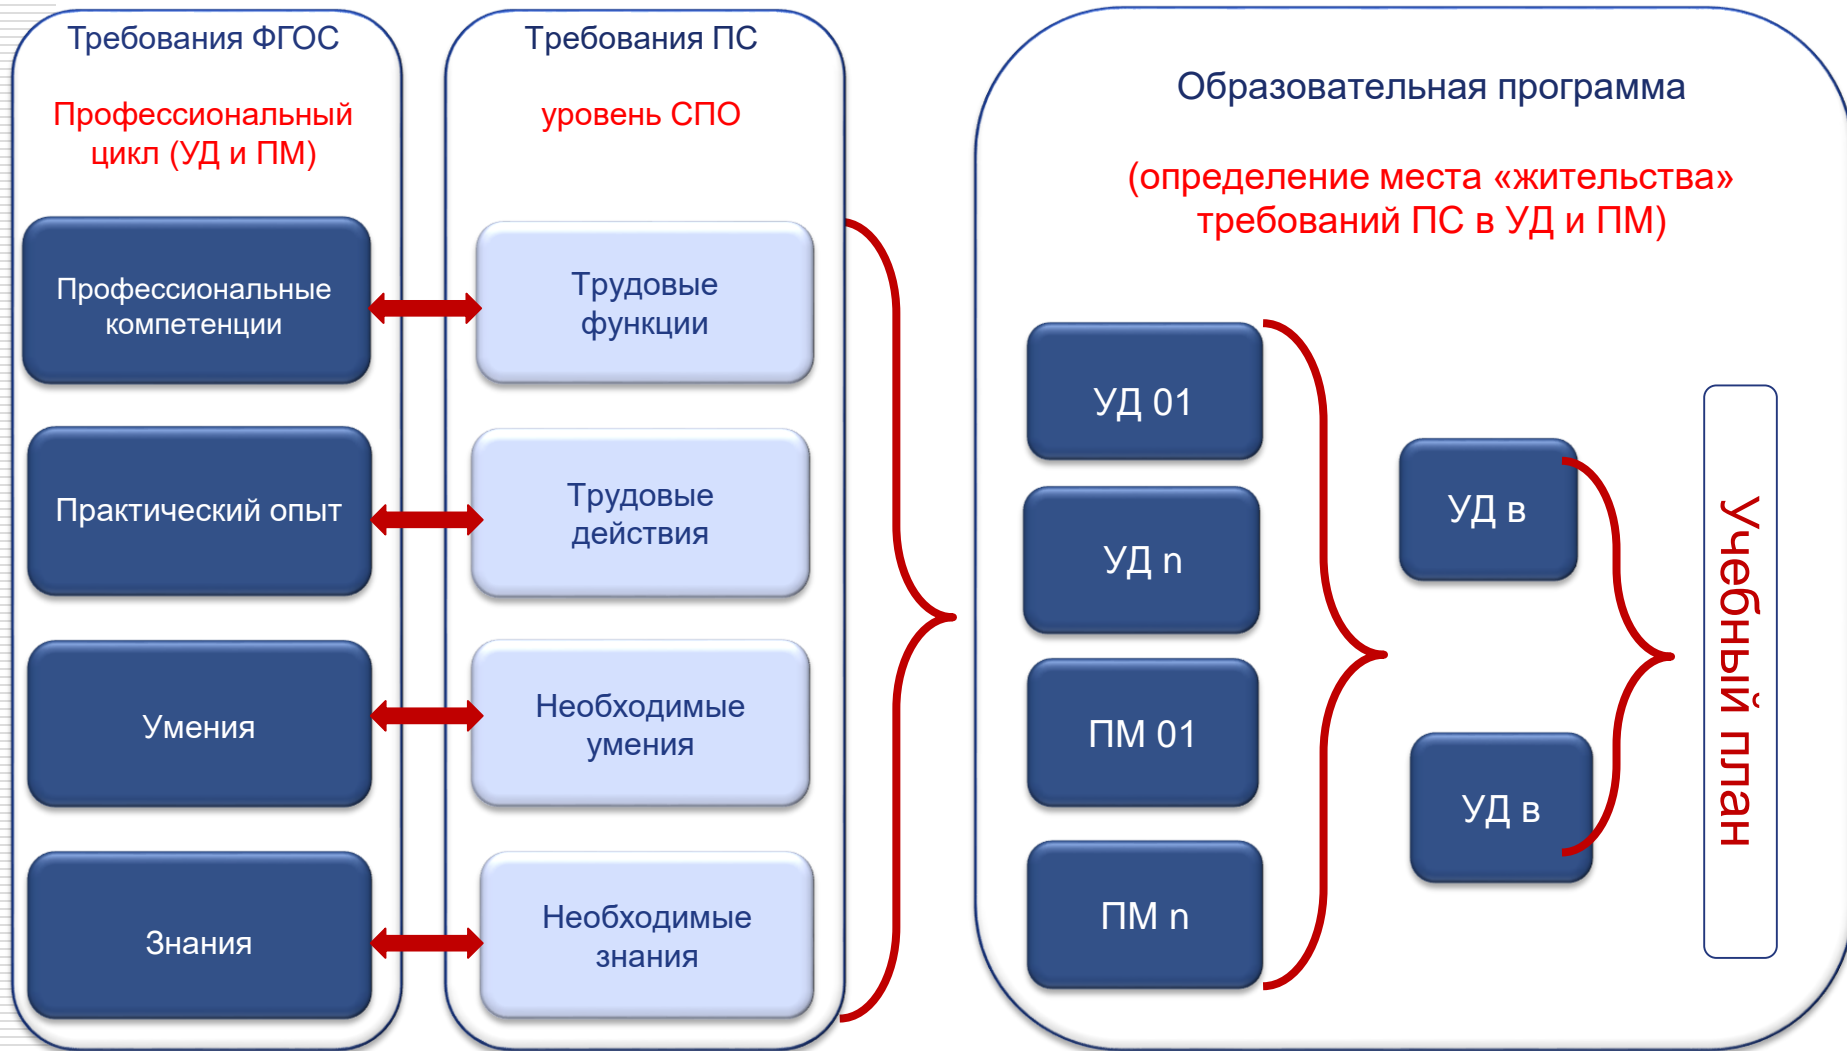 Требования ФГОС
Профессиональный
цикл (УД и ПМ)
Профессиональные
компетенции
Практический опыт
Умения
Знания
Требования ПС
уровень СПО
Трудовые
функции
Трудовые
действия
Необходимые
умения
Необходимые
знания
Образовательная программа
(определение места «жительства»
требований ПС в УД и ПМ)
УД 01
УД n
ПМ 01
ПМ n
УД в
УД в
Учебный план